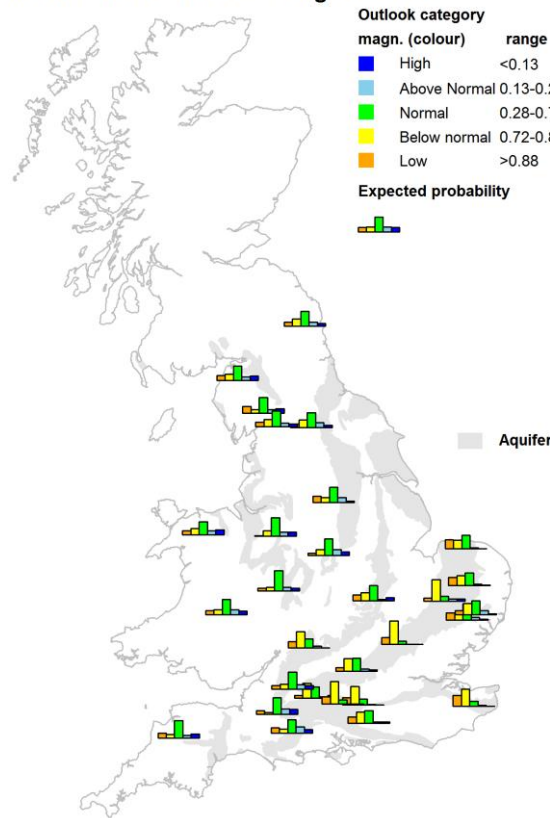 Outlook category
magn. (colour) range
High <0.13
Above Normal 0.13-0.2
Normal 0.28-0.7
Below normal 0.72-0.8
Low >0.88
Expected probability
Aquifer